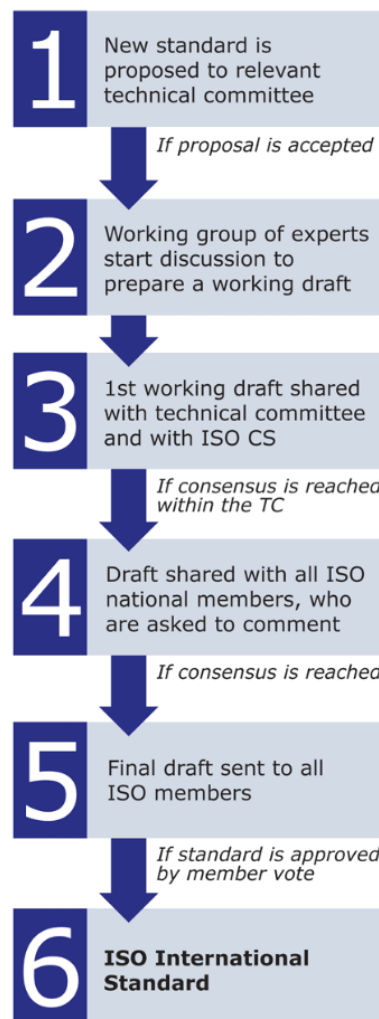 1
New standard is
proposed to relevant
technical committee
If proposal is accepted
2
Working group of experts
start discussion to
prepare a working draft
3
1st working draft shared
with technical committee
and with ISO CS
If consensus is reached
within the TC
4
Draft shared with all ISO
national members, who
are asked to comment
If consensus is reached
5
Final draft sent to all
ISO members
If standard is approved
by member vote
6
ISO International
Standard